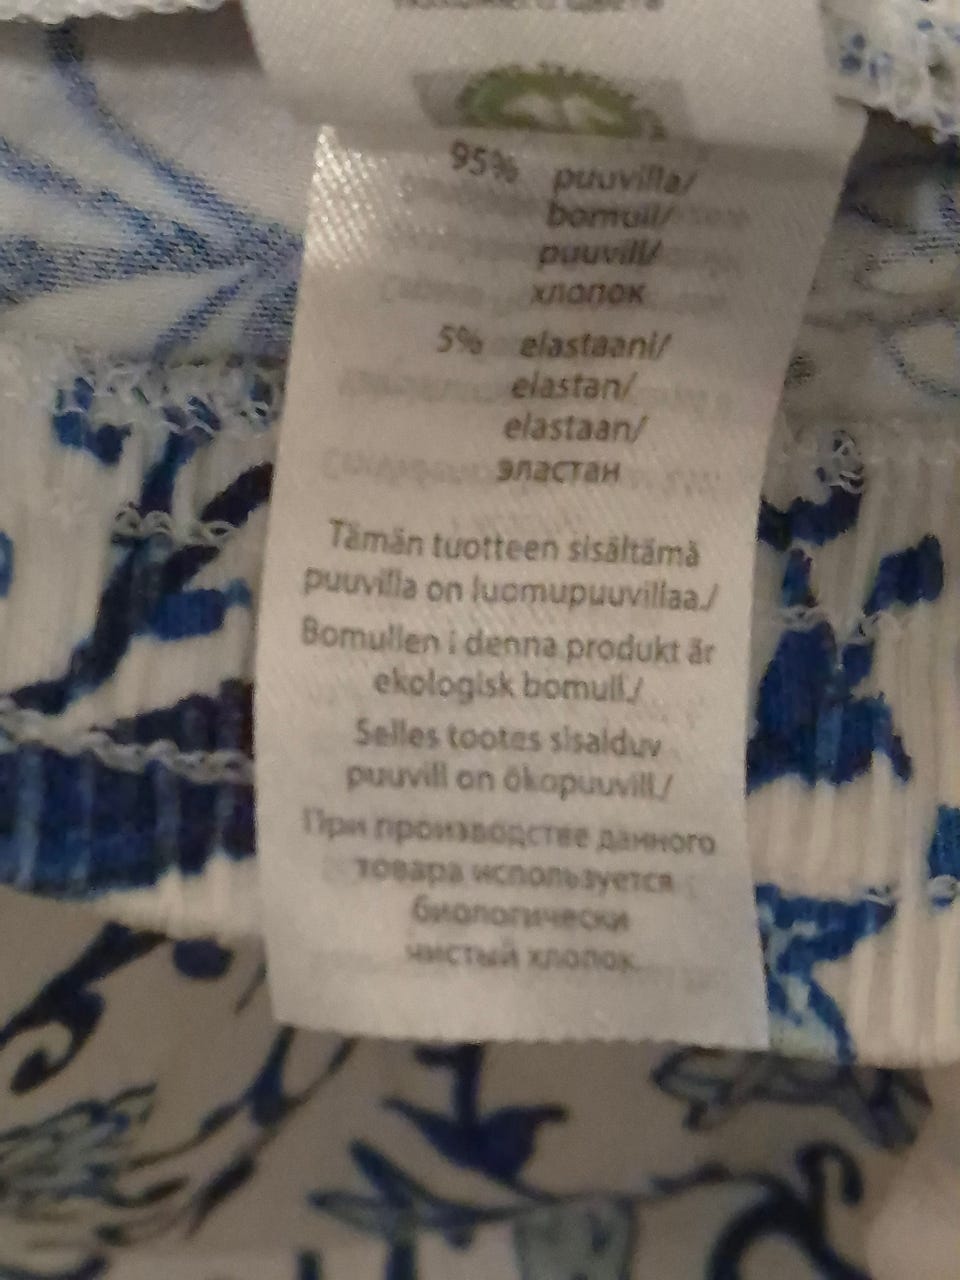 95% puuvilla/
bomull/
puuvill/
хлопок
5% elastaani/
elastan/
elastaan/
эластан
Tämän tuotteen sisältämä
puuvilla on luomupuuvillaa./
Bomullen i denna produkt är
ekologisk bomull./
Selles tootes sisalduv
puuvill on ökopuuvill./
При производстве данного
товара используется
биологически
чистый хлопок.